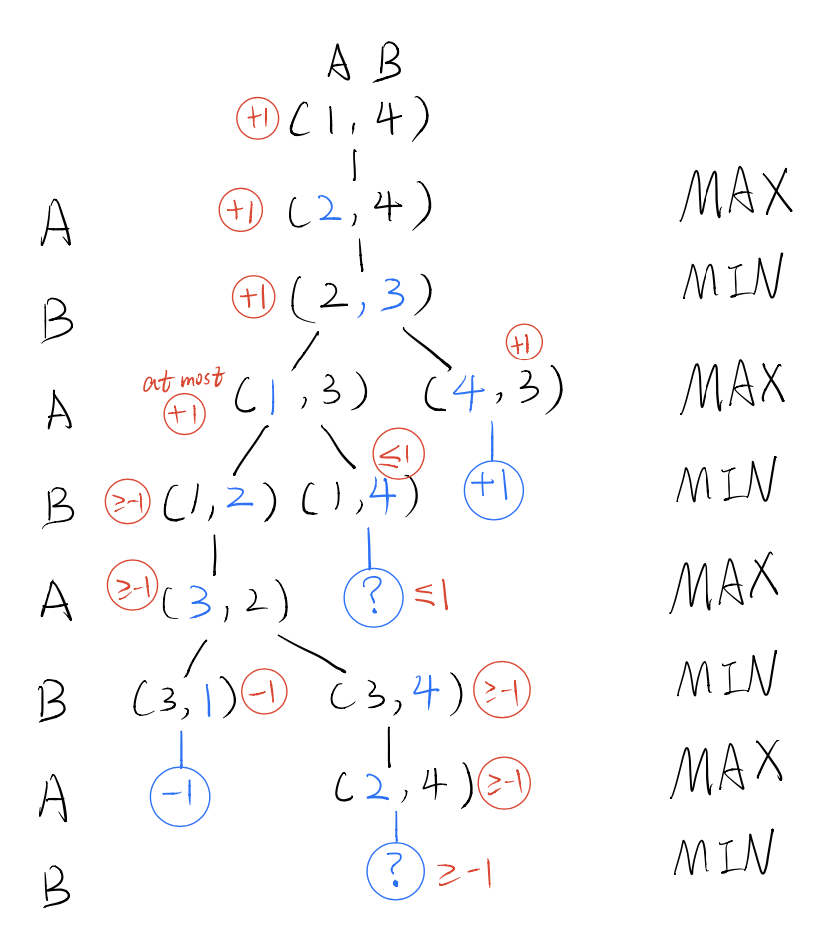 A B
+1 (1,4)
A +1 (2,4) MAX
B +1 (2,3) MIN
+1
at most
A +1 (1,3) (4,3) MAX
≤1
B ≥-1 (1,2) (1,4) +1 MIN
A ≥-1 (3,2) ? ≤1 MAX
B (3,1) -1 (3,4) ≥-1 MIN
A -1 (2,4) ≥-1 MAX
B ? ≥-1 MIN